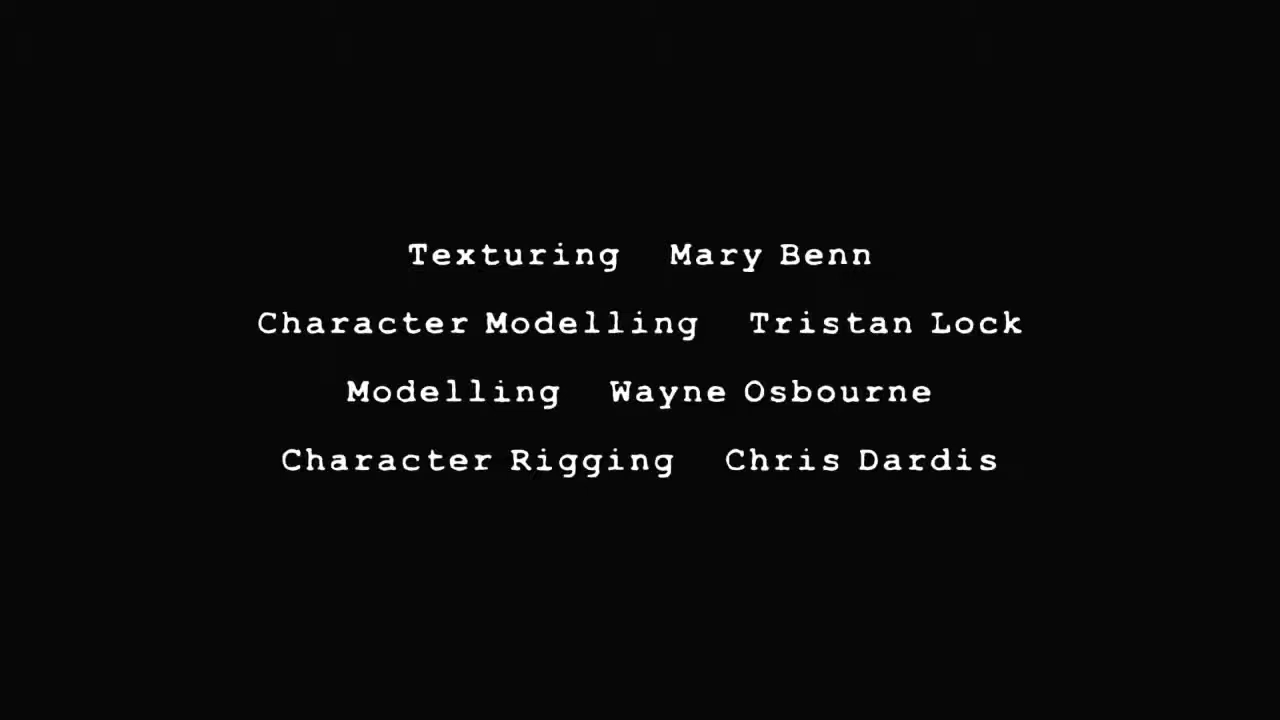 Texturing Mary Benn
Character Modelling Tristan Lock
Modelling Wayne Osbourne
Character Rigging Chris Dardis